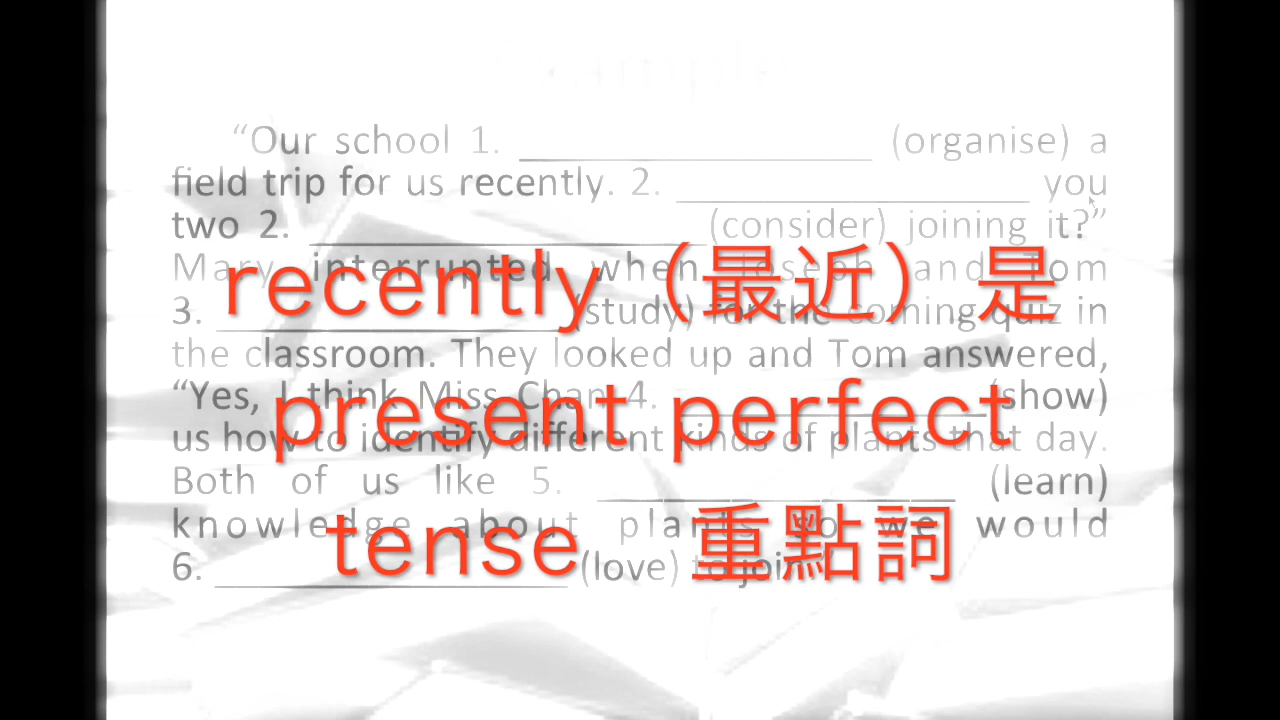 Example
“Our school 1. ________________ (organise) a
field trip for us recently. 2. ________________ you
two 2. __________________ (consider) joining it?”
Mary interrupted when Joseph and Tom
3. ________________ (study) for the coming quiz in
the classroom. They looked up and Tom answered,
“Yes, I think Miss Chan 4. ______________ (show)
us how to identify different kinds of plants that day.
Both of us like 5. ________________ (learn)
knowledge about plants so we would
6. ________________ (love) to join.”
recently（最近）是
present perfect
tense 重點詞